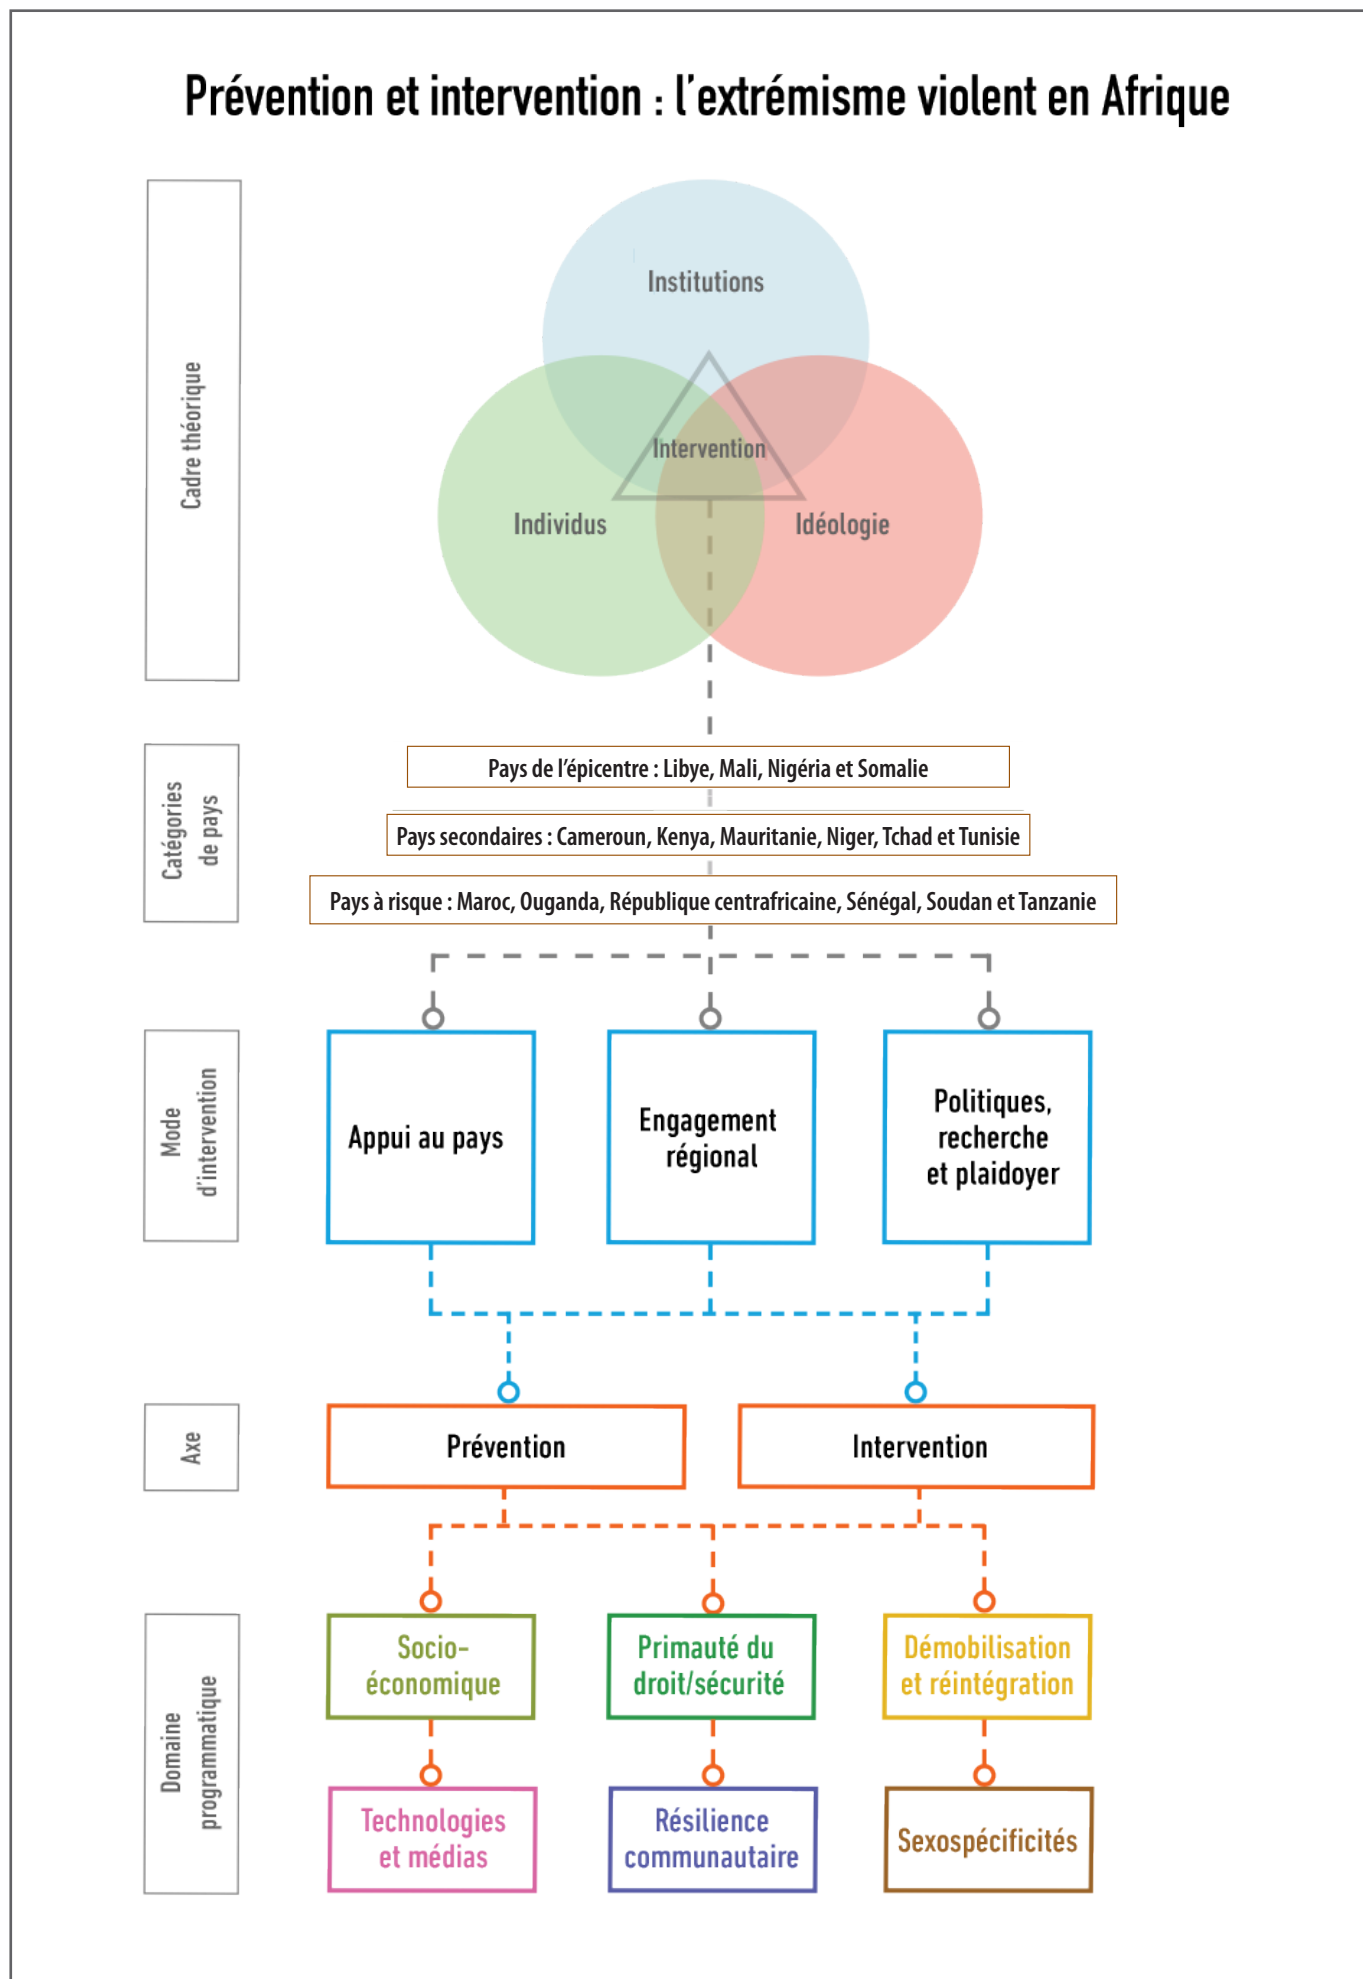 Prévention et intervention : l'extrémisme violent en Afrique
Cadre théorique
Institutions
Intervention
Individus
Idéologie
Catégories
de pays
Pays de l'épicentre : Libye, Mali, Nigéria et Somalie
Pays secondaires : Cameroun, Kenya, Mauritanie, Niger, Tchad et Tunisie
Pays à risque : Maroc, Ouganda, République centrafricaine, Sénégal, Soudan et Tanzanie
Mode
d'intervention
Appui au pays
Engagement
régional
Politiques,
recherche
et plaidoyer
Axe
Prévention
Intervention
Domaine
programmatique
Socio-
économique
Primauté du
droit/sécurité
Démobilisation
et réintégration
Technologies
et médias
Résilience
communautaire
Sexospécificités